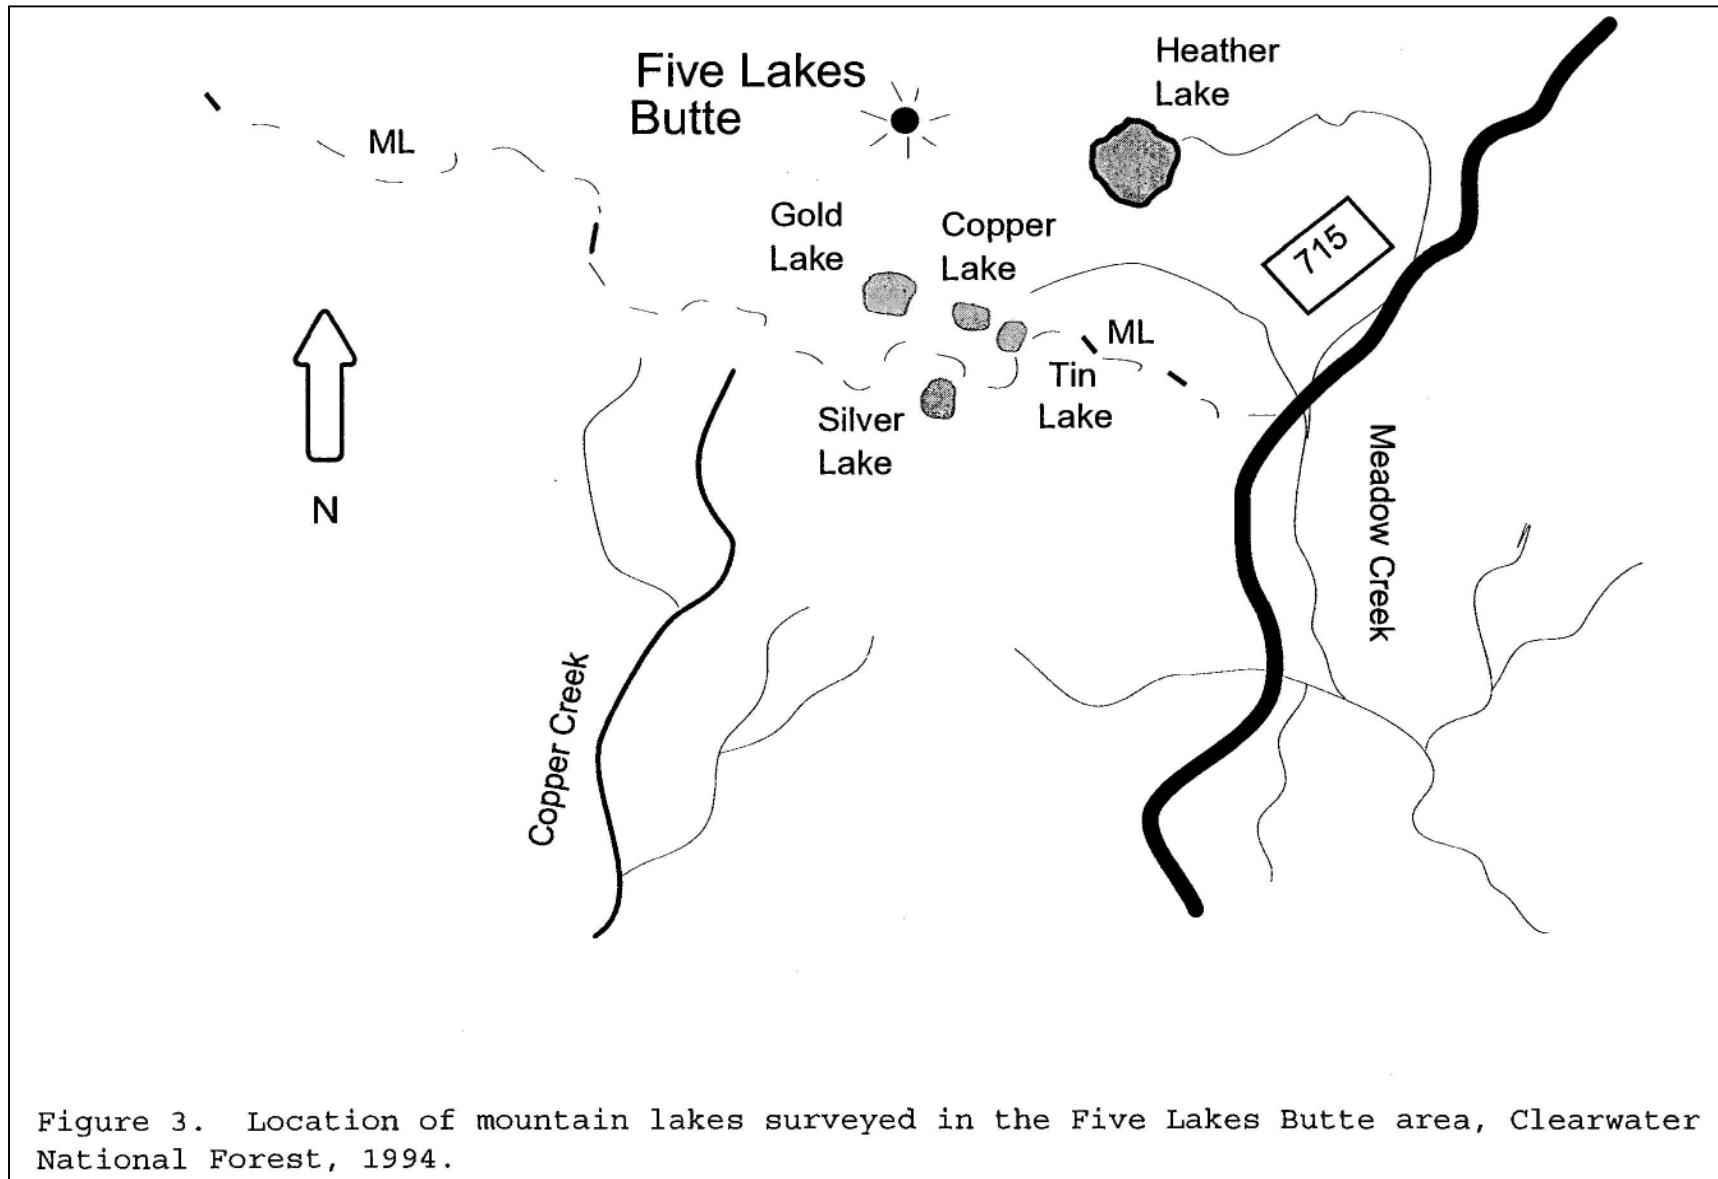 Five Lakes
Butte
Heather
Lake
ML
Gold
Lake
Copper
Lake
715
ML
Tin
Lake
Silver
Lake
N
Meadow Creek
Copper Creek
Figure 3.  Location of mountain lakes surveyed in the Five Lakes Butte area, Clearwater
National Forest, 1994.